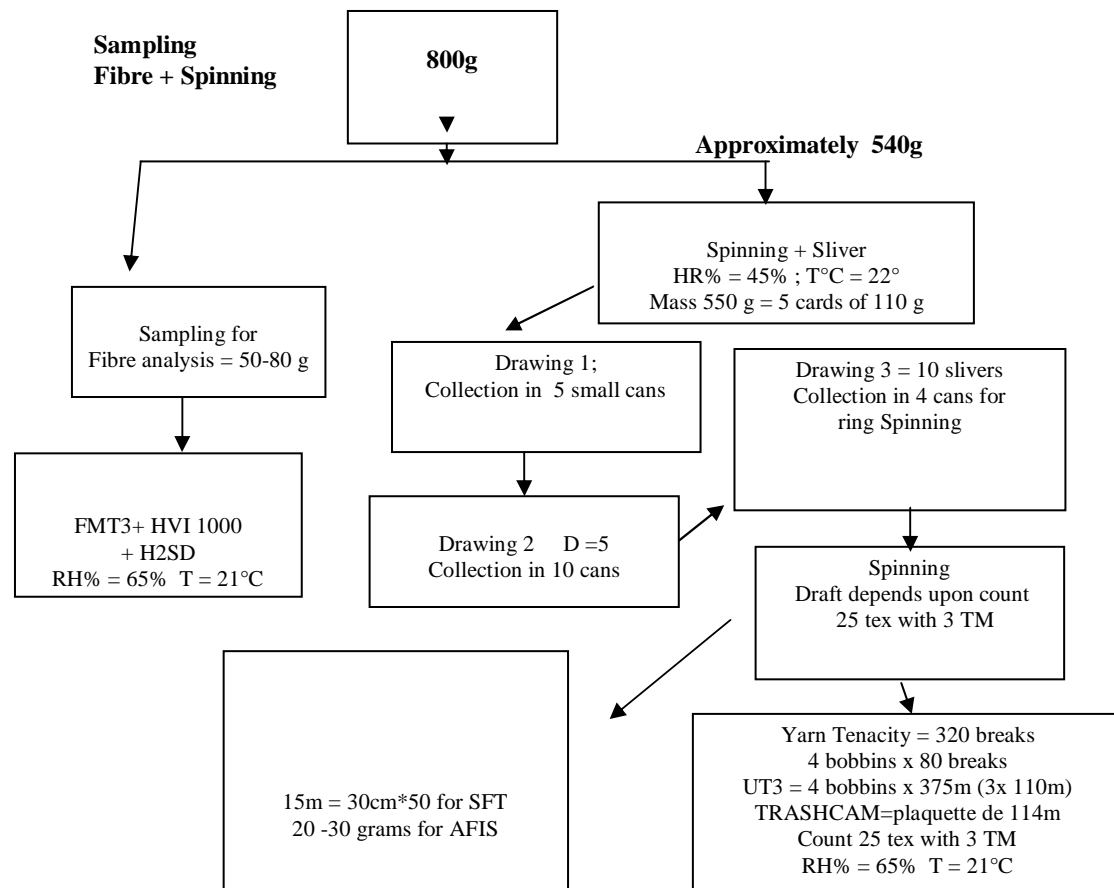 Sampling
Fibre + Spinning
800g
Approximately 540g
Spinning + Sliver
HR% = 45% ; T°C = 22°
Mass 550 g = 5 cards of 110 g
Sampling for
Fibre analysis = 50-80 g
Drawing 1;
Collection in 5 small cans
Drawing 3 = 10 slivers
Collection in 4 cans for
ring Spinning
FMT3+ HVI 1000
+ H2SD
RH% = 65% T = 21°C
Drawing 2 D =5
Collection in 10 cans
Spinning
Draft depends upon count
25 tex with 3 TM
15m = 30cm*50 for SFT
20 -30 grams for AFIS
Yarn Tenacity = 320 breaks
4 bobbins x 80 breaks
UT3 = 4 bobbins x 375m (3x 110m)
TRASHCAM=plaquette de 114m
Count 25 tex with 3 TM
RH% = 65% T = 21°C